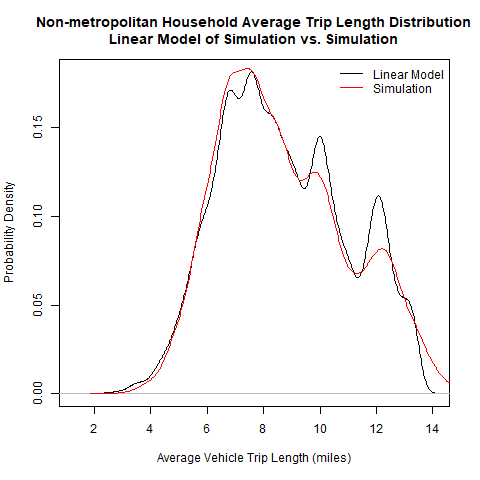 Non-metropolitan Household Average Trip Length Distribution
Linear Model of Simulation vs. Simulation
Linear Model
Simulation
Probability Density
0.15
0.10
0.05
0.00
2 4 6 8 10 12 14
Average Vehicle Trip Length (miles)